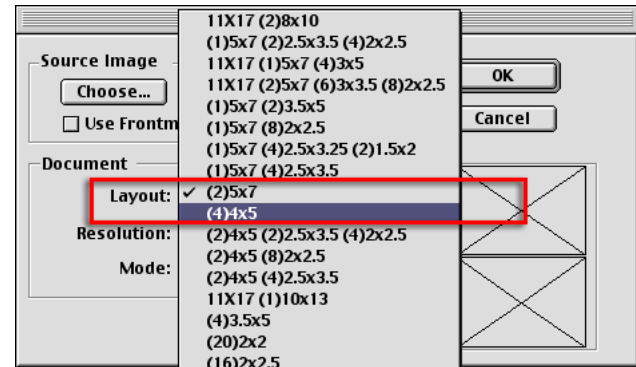 11X17 (2)8x10
(1)5x7 (2)2.5x3.5 (4)2x2.5
11X17 (1)5x7 (4)3x5
11X17 (2)5x7 (6)3x3.5 (8)2x2.5
(1)5x7 (2)3.5x5
(1)5x7 (8)2x2.5
(1)5x7 (4)2.5x3.25 (2)1.5x2
(1)5x7 (4)2.5x3.5
✓ (2)5x7
(4)4x5
(2)4x5 (2)2.5x3.5 (4)2x2.5
(2)4x5 (8)2x2.5
(2)4x5 (4)2.5x3.5
11X17 (1)10x13
(4)3.5x5
(20)2x2
(16)2x2.5
Source Image
Choose...
Use Frontm
Document
Layout:
Resolution:
Mode:
OK
Cancel